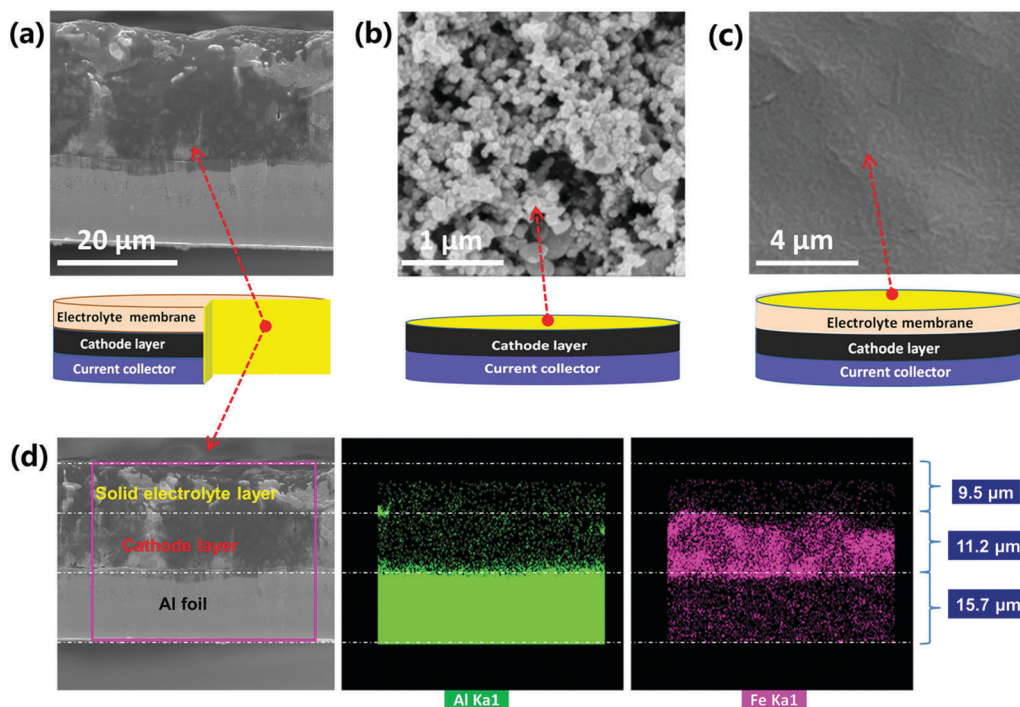 (a)
(b)
(c)
20 μm
1 μm
4 μm
Electrolyte membrane
Cathode layer
Current collector
Cathode layer
Current collector
Electrolyte membrane
Cathode layer
Current collector
(d)
Solid electrolyte layer
Cathode layer
Al foil
9.5 μm
11.2 μm
15.7 μm
Al Ka1
Fe Ka1